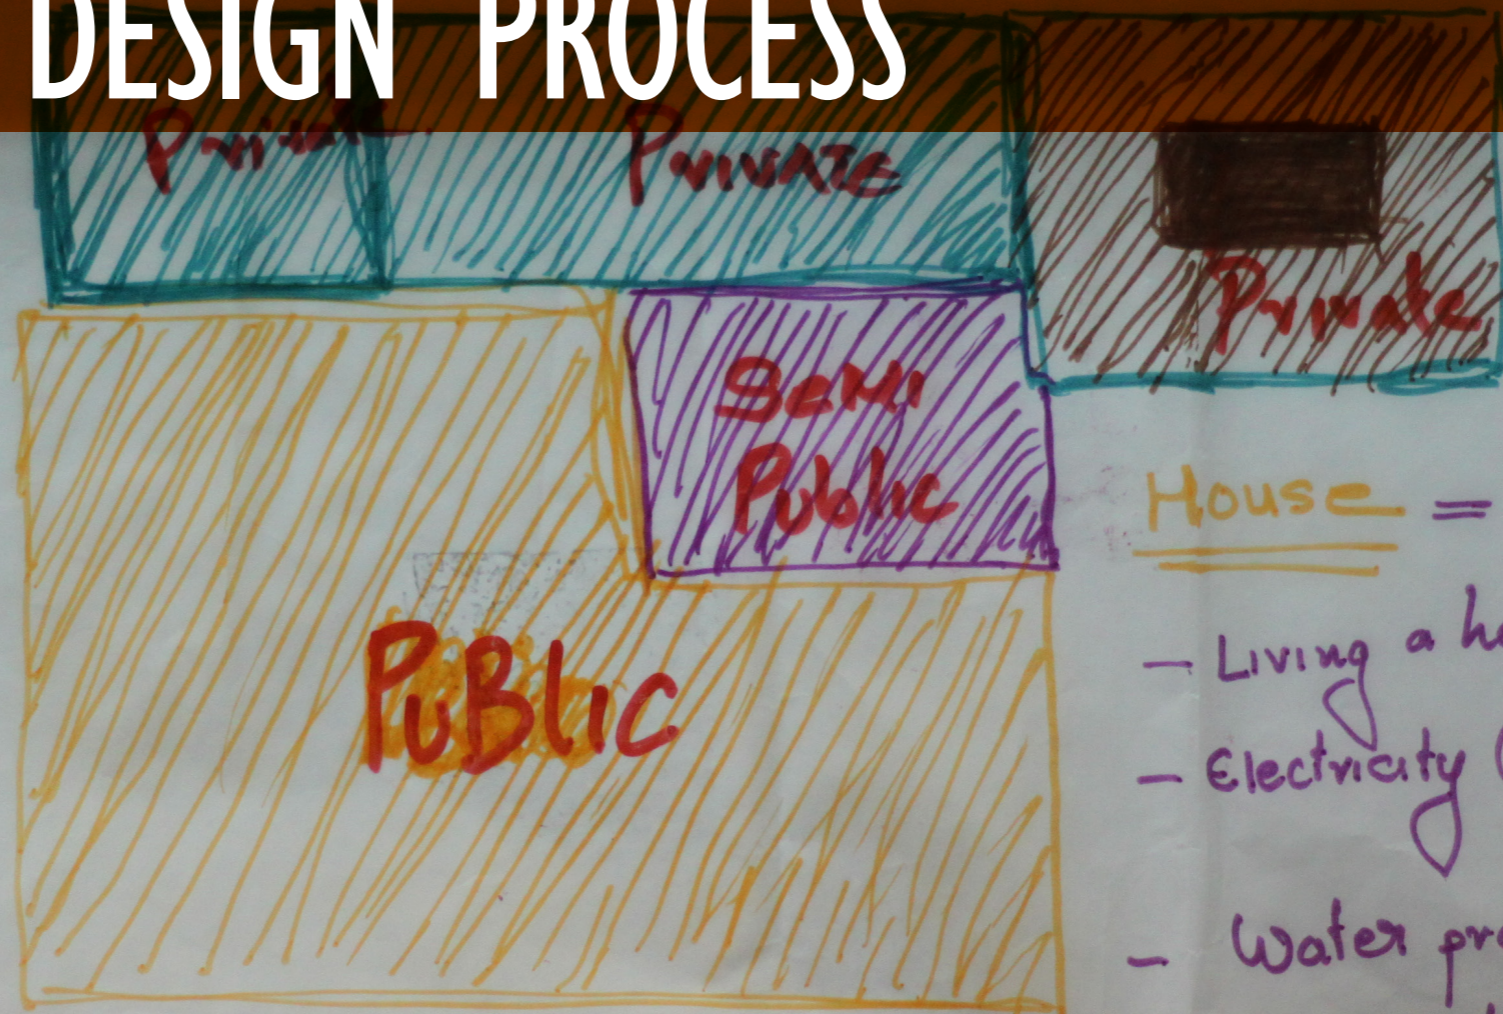 DESIGN PROCESS
Private
PRIVATE
Private
Semi
Public
PuBlic
House =
- Living a
- Electricity
- Water